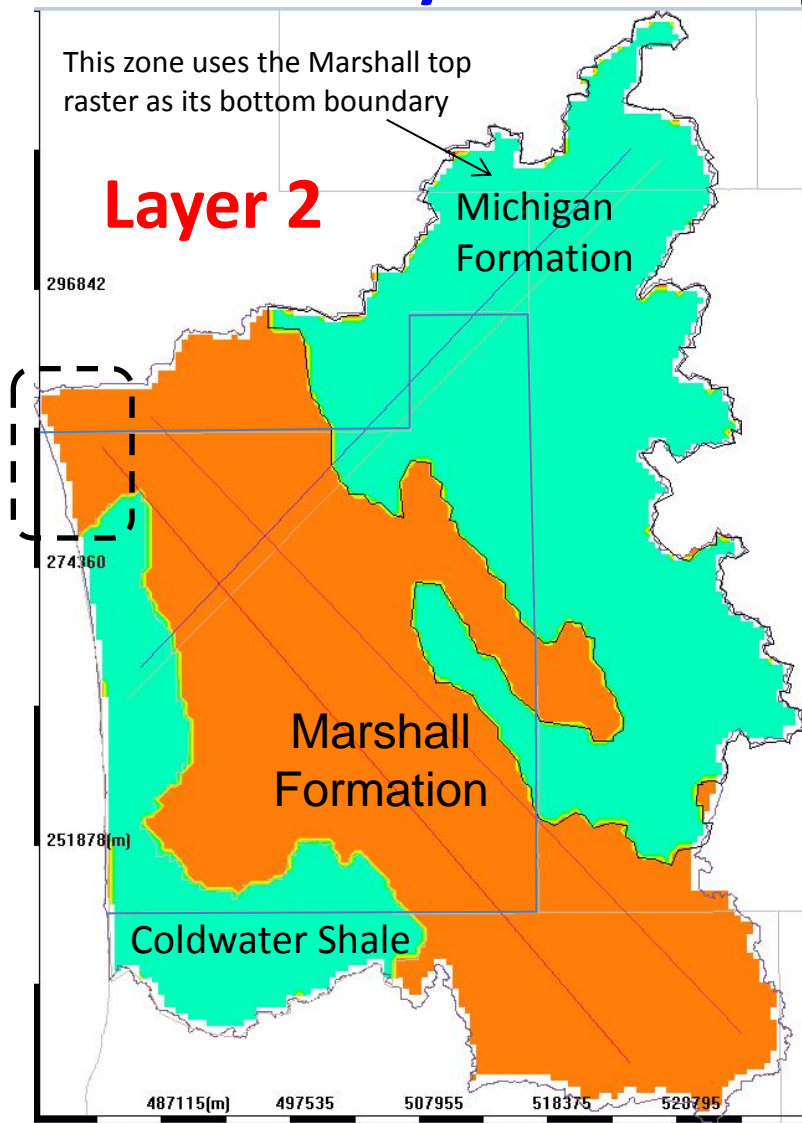 This zone uses the Marshall top
raster as its bottom boundary
Layer 2
Michigan
Formation
296842
274360
Marshall
Formation
251878(m)
Coldwater Shale
487115(m) 497535 507955 518375 528795